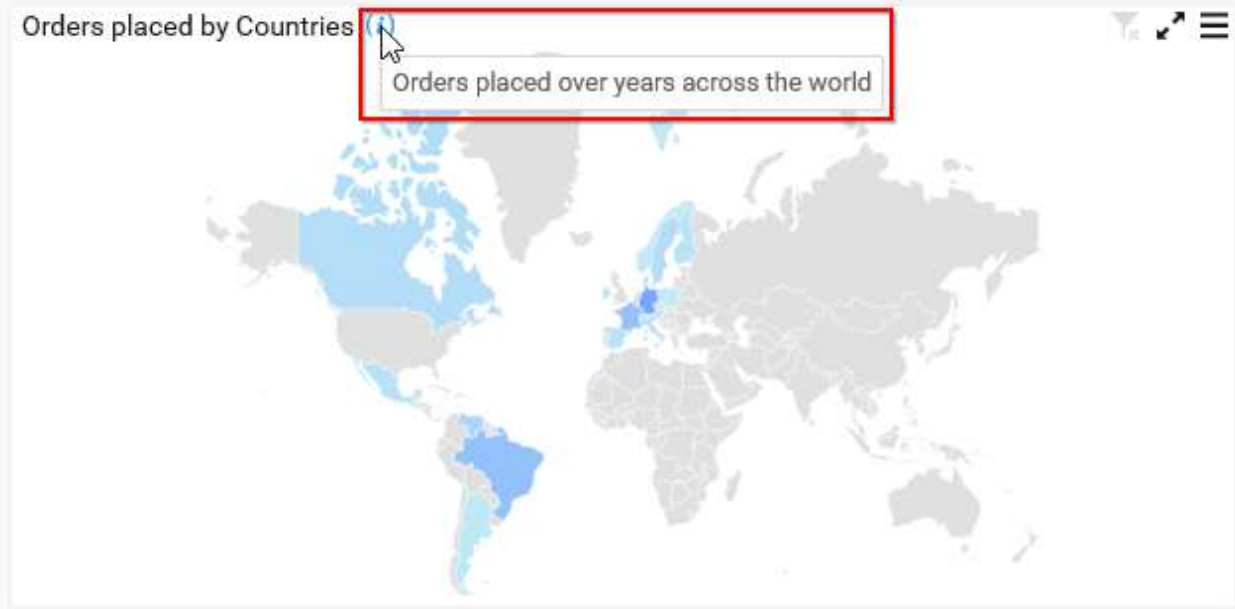 Orders placed by Countries
Orders placed over years across the world